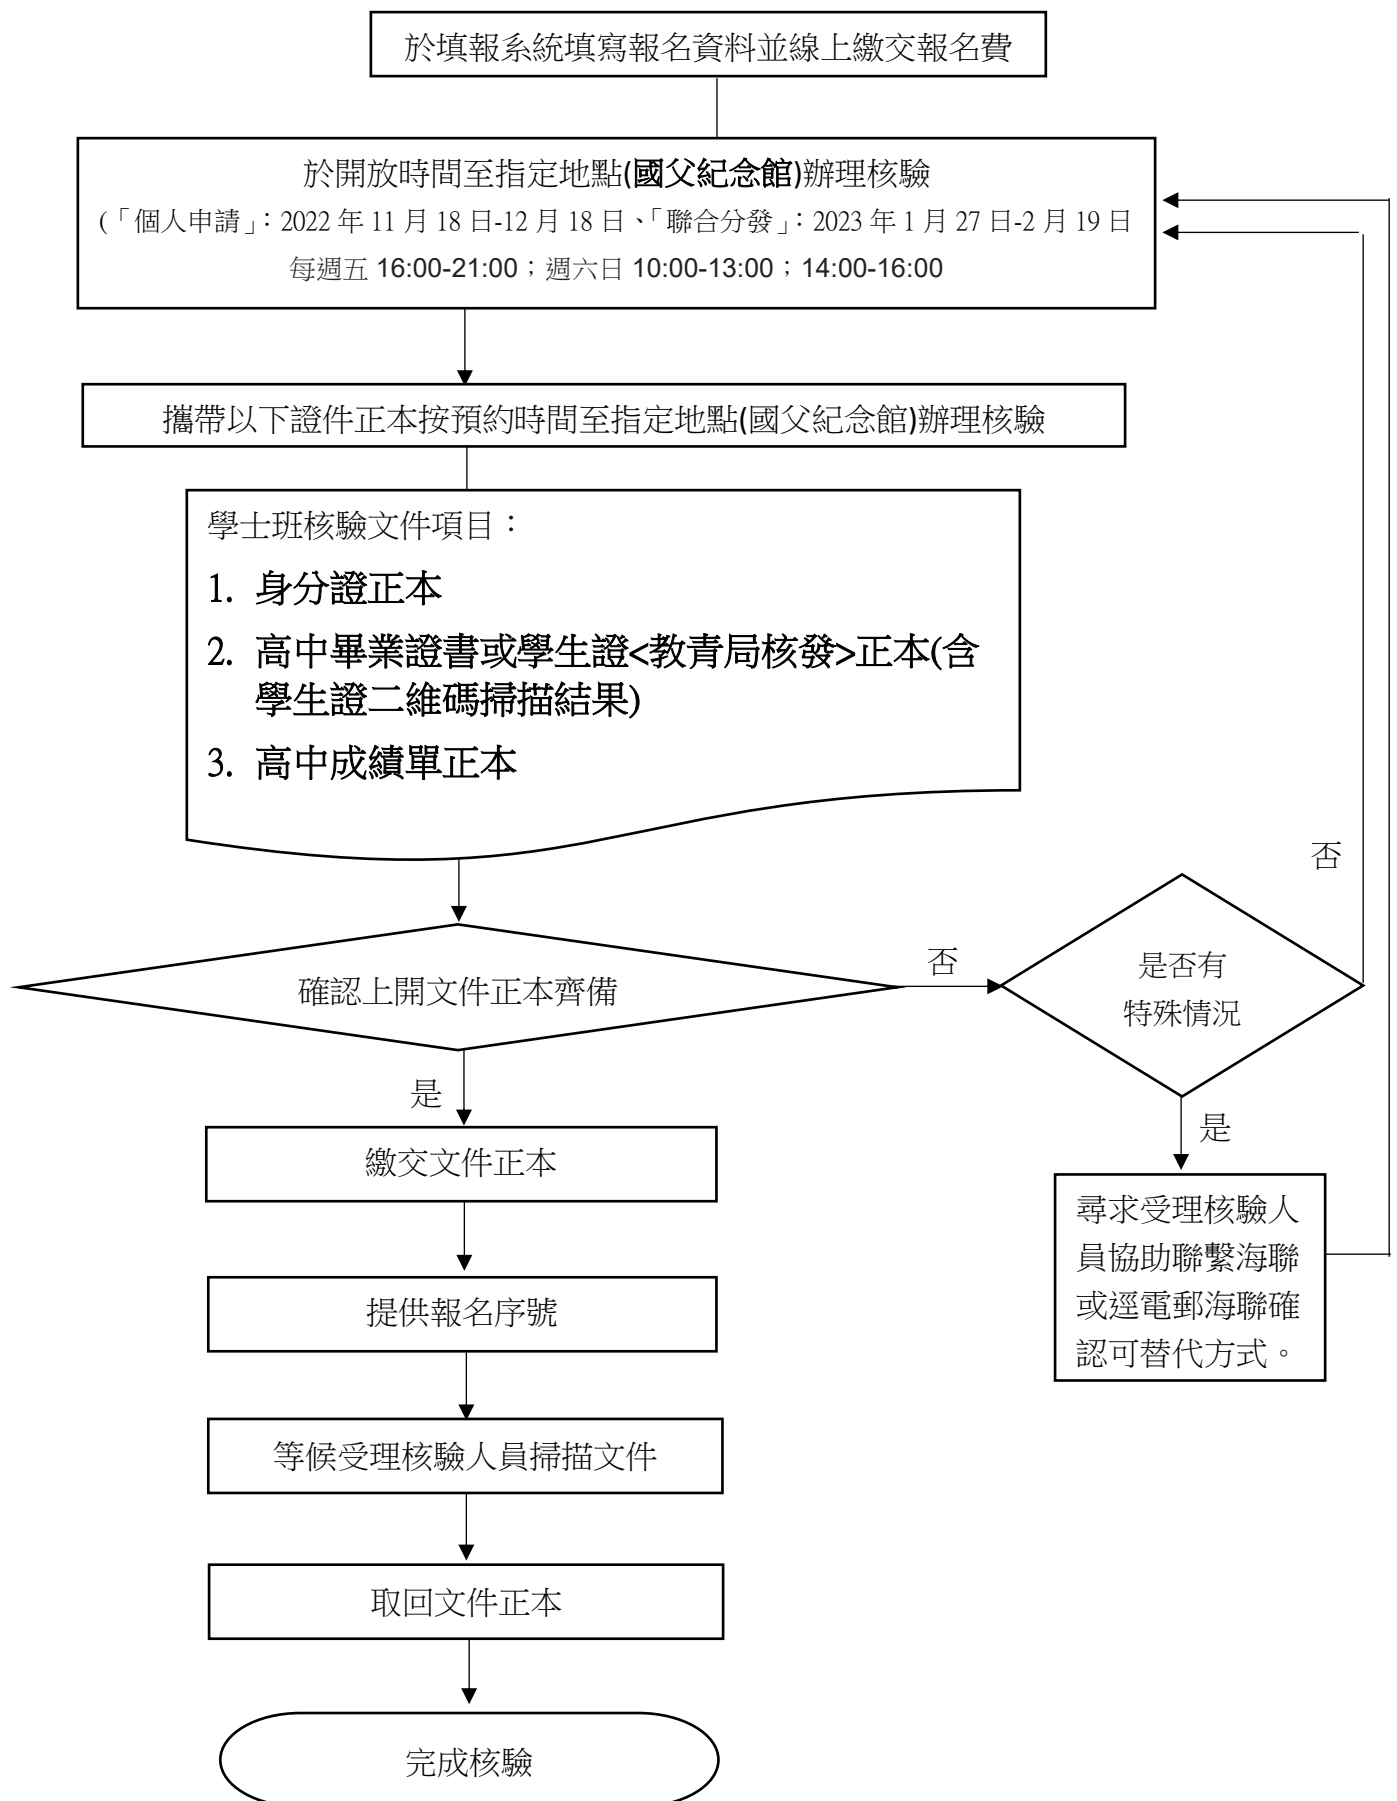 於填報系統填寫報名資料並線上繳交報名費
於開放時間至指定地點(國父紀念館)辦理核驗
(「個人申請」：2022 年 11 月 18 日-12 月 18 日、「聯合分發」：2023 年 1 月 27 日-2 月 19 日
每週五 16:00-21:00；週六日 10:00-13:00；14:00-16:00
攜帶以下證件正本按預約時間至指定地點(國父紀念館)辦理核驗
學士班核驗文件項目：
1. 身分證正本
2. 高中畢業證書或學生證<教青局核發>正本(含
學生證二維碼掃描結果)
3. 高中成績單正本
否
確認上開文件正本齊備
否
是否有
特殊情況
是
是
繳交文件正本
尋求受理核驗人
員協助聯繫海聯
或逕電郵海聯確
認可替代方式。
提供報名序號
等候受理核驗人員掃描文件
取回文件正本
完成核驗